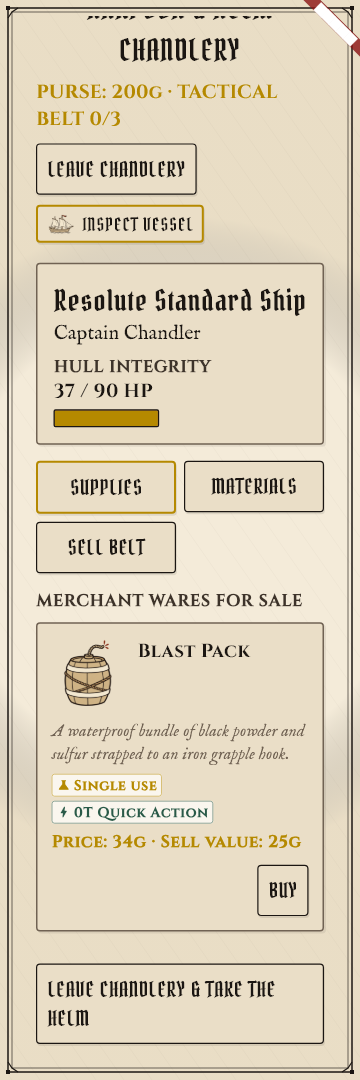 CHANDLERY
PURSE: 200G · TACTICAL
BELT 0/3
LEAVE CHANDLERY
INSPECT VESSEL
Resolute Standard Ship
Captain Chandler
HULL INTEGRITY
37 / 90 HP
SUPPLIES
MATERIALS
SELL BELT
MERCHANT WARES FOR SALE
BLAST PACK
A waterproof bundle of black powder and
sulfur strapped to an iron grapple hook.
SINGLE USE
0T QUICK ACTION
PRICE: 34G · SELL VALUE: 25G
BUY
LEAVE CHANDLERY & TAKE THE
HELM